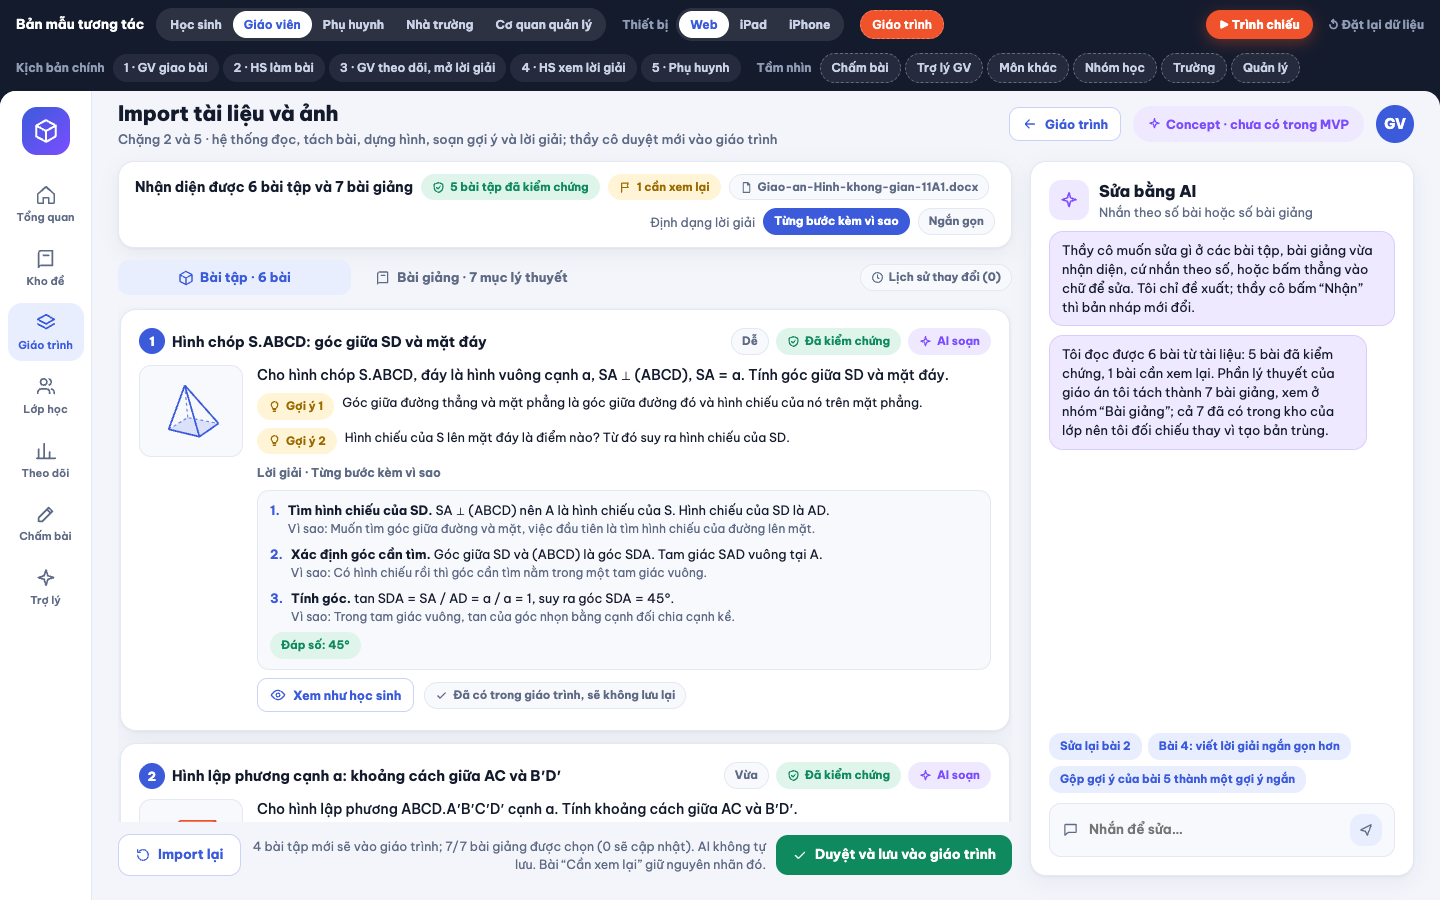 Bản mẫu tương tác
Học sinh
Giáo viên
Phụ huynh
Nhà trường
Cơ quan quản lý
Thiết bị
Web
iPad
iPhone
Giáo trình
Trình chiếu
Đặt lại dữ liệu
Kịch bản chính
1 · GV giao bài
2 · HS làm bài
3 · GV theo dõi, mở lời giải
4 · HS xem lời giải
5 · Phụ huynh
Tầm nhìn
Chấm bài
Trợ lý GV
Môn khác
Nhóm học
Trường
Quản lý
Tổng quan
Kho đề
Giáo trình
Lớp học
Theo dõi
Chấm bài
Trợ lý
Import tài liệu và ảnh
Chặng 2 và 5 · hệ thống đọc, tách bài, dựng hình, soạn gợi ý và lời giải; thầy cô duyệt mới vào giáo trình
Giáo trình
Concept · chưa có trong MVP
GV
Nhận diện được 6 bài tập và 7 bài giảng
5 bài tập đã kiểm chứng
1 cần xem lại
Giao-an-Hinh-khong-gian-11A1.docx
Định dạng lời giải
Từng bước kèm vì sao
Ngắn gọn
Bài tập · 6 bài
Bài giảng · 7 mục lý thuyết
Lịch sử thay đổi (0)
1
Hình chóp S.ABCD: góc giữa SD và mặt đáy
Dễ
Đã kiểm chứng
AI soạn
Cho hình chóp S.ABCD, đáy là hình vuông cạnh a, SA ⊥ (ABCD), SA = a. Tính góc giữa SD và mặt đáy.
Gợi ý 1
Góc giữa đường thẳng và mặt phẳng là góc giữa đường đó và hình chiếu của nó trên mặt phẳng.
Gợi ý 2
Hình chiếu của S lên mặt đáy là điểm nào? Từ đó suy ra hình chiếu của SD.
Lời giải · Từng bước kèm vì sao
1. Tìm hình chiếu của SD. SA ⊥ (ABCD) nên A là hình chiếu của S. Hình chiếu của SD là AD.
Vì sao: Muốn tìm góc giữa đường và mặt, việc đầu tiên là tìm hình chiếu của đường lên mặt.
2. Xác định góc cần tìm. Góc giữa SD và (ABCD) là góc SDA. Tam giác SAD vuông tại A.
Vì sao: Có hình chiếu rồi thì góc cần tìm nằm trong một tam giác vuông.
3. Tính góc. tan SDA = SA / AD = a / a = 1, suy ra góc SDA = 45°.
Vì sao: Trong tam giác vuông, tan của góc nhọn bằng cạnh đối chia cạnh kề.
Đáp số: 45°
Xem như học sinh
Đã có trong giáo trình, sẽ không lưu lại
2
Hình lập phương cạnh a: khoảng cách giữa AC và B′D′
Vừa
Đã kiểm chứng
AI soạn
Cho hình lập phương ABCD.A′B′C′D′ cạnh a. Tính khoảng cách giữa AC và B′D′.
Import lại
4 bài tập mới sẽ vào giáo trình; 7/7 bài giảng được chọn (0 sẽ cập nhật). AI không tự
lưu. Bài “Cần xem lại” giữ nguyên nhãn đó.
Duyệt và lưu vào giáo trình
Sửa bằng AI
Nhắn theo số bài hoặc số bài giảng
Thầy cô muốn sửa gì ở các bài tập, bài giảng vừa
nhận diện, cứ nhắn theo số, hoặc bấm thẳng vào
chữ để sửa. Tôi chỉ đề xuất; thầy cô bấm “Nhận”
thì bản nháp mới đổi.
Tôi đọc được 6 bài từ tài liệu: 5 bài đã kiểm
chứng, 1 bài cần xem lại. Phần lý thuyết của
giáo án tôi tách thành 7 bài giảng, xem ở
nhóm “Bài giảng”; cả 7 đã có trong kho của
lớp nên tôi đối chiếu thay vì tạo bản trùng.
Sửa lại bài 2
Bài 4: viết lời giải ngắn gọn hơn
Gộp gợi ý của bài 5 thành một gợi ý ngắn
Nhắn để sửa...